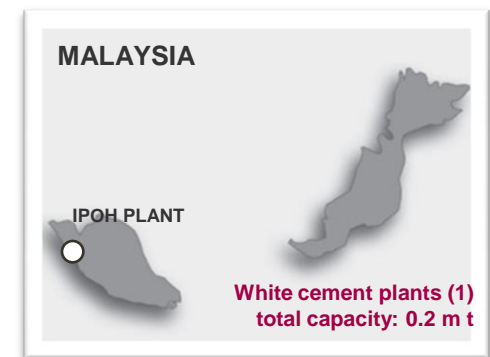 MALAYSIA
IPOH PLANT
White cement plants (1)
total capacity: 0.2 m t